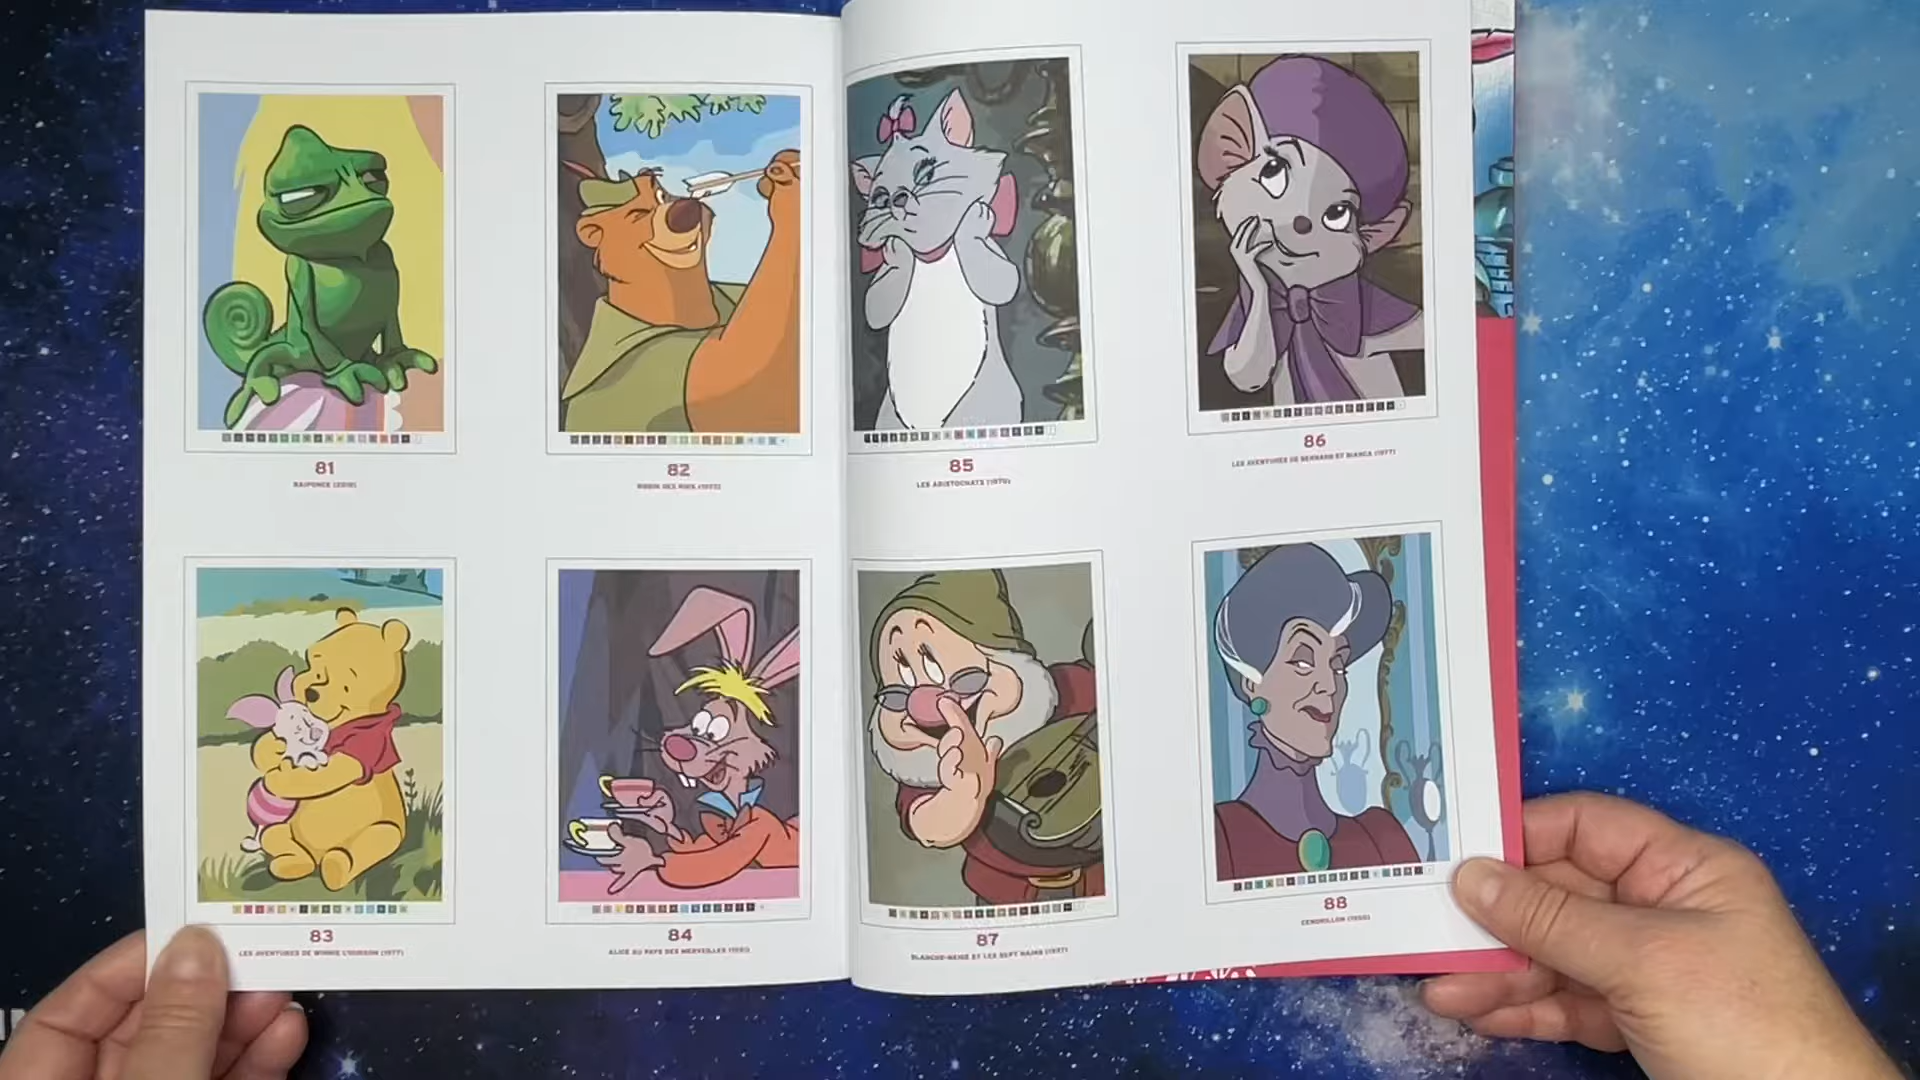 81
RAIPONCE (2010)
82
ROBIN DES BOIS (1973)
85
LES ARISTOCHATS (1970)
86
LES AVENTURES DE BERNARD ET BIANCA (1977)
83
LES AVENTURES DE WINNIE L'OURSON (1977)
84
ALICE AU PAYS DES MERVEILLES (1951)
87
BLANCHE-NEIGE ET LES SEPT NAINS (1937)
88
CENDRILLON (1950)